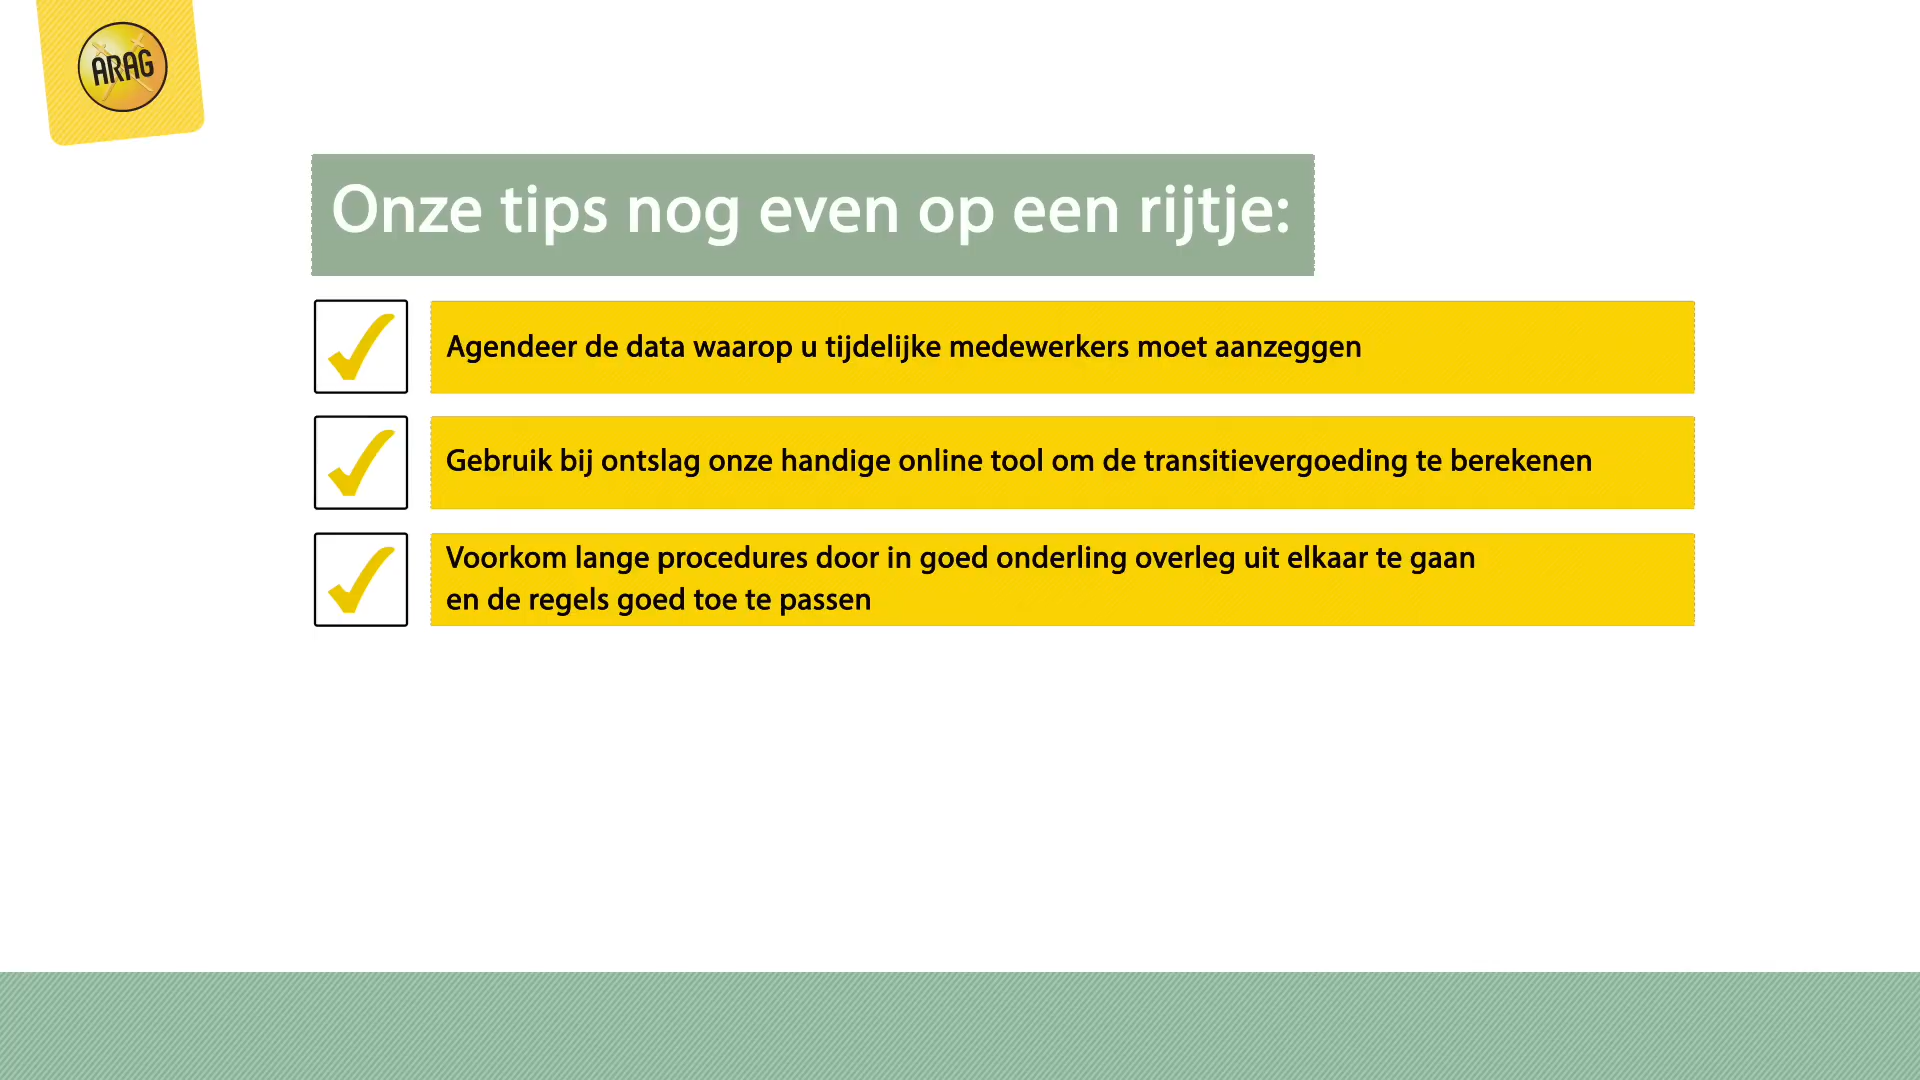 ARAG
Onze tips nog even op een rijtje:
Agendeer de data waarop u tijdelijke medewerkers moet aanzeggen
Gebruik bij ontslag onze handige online tool om de transitievergoeding te berekenen
Voorkom lange procedures door in goed onderling overleg uit elkaar te gaan
en de regels goed toe te passen